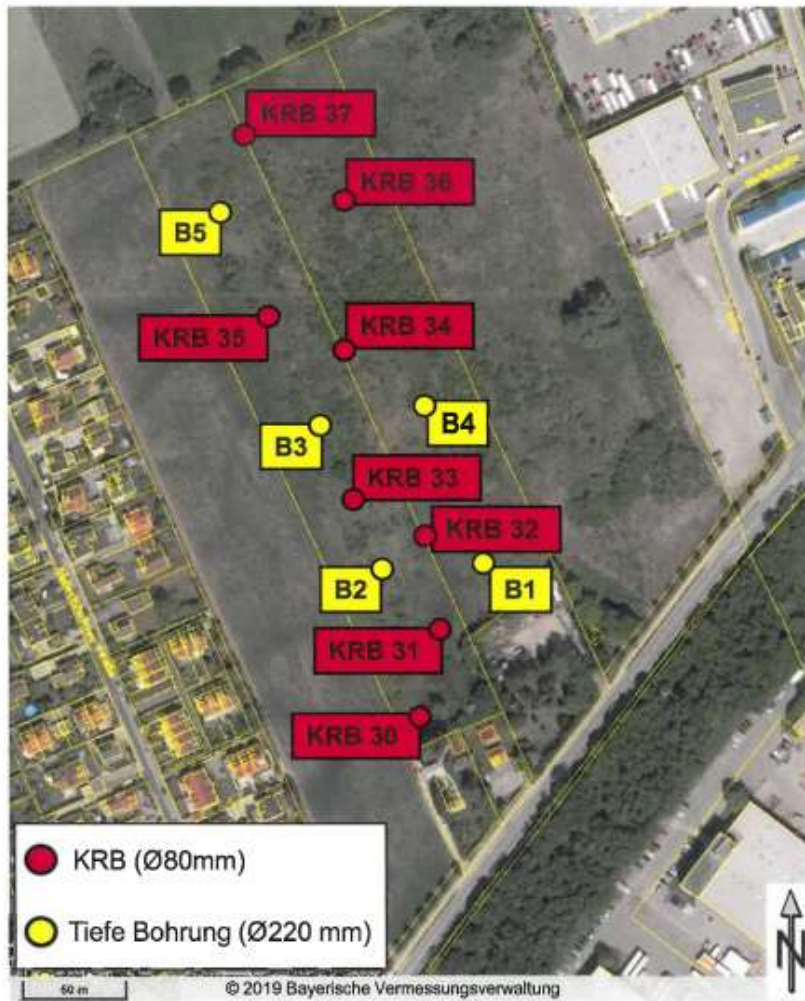 KRB 37
KRB 36
B5
KRB 35
KRB 34
B4
B3
KRB 33
KRB 32
B2
B1
KRB 31
KRB 30
KRB (Ø80mm)
Tiefe Bohrung (Ø220 mm)
N
50 m
© 2019 Bayerische Vermessungsverwaltung